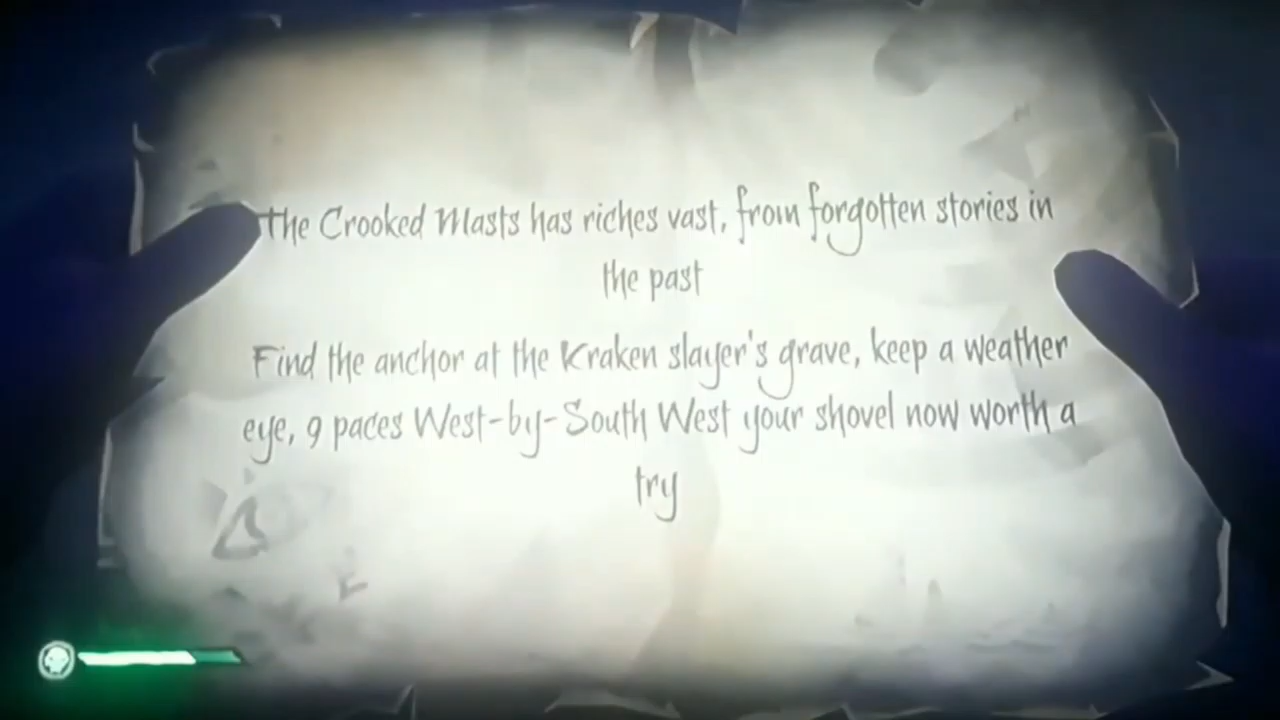 The Crooked Masts has riches vast, from forgotten stories in
the past
Find the anchor at the Kraken slayer's grave, keep a weather
eye, 9 paces West-by-South West your shovel now worth a
try